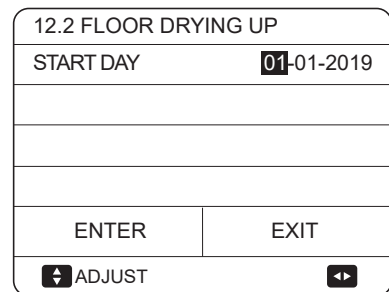 12.2 FLOOR DRYING UP
START DAY 01-01-2019
ENTER EXIT
ADJUST